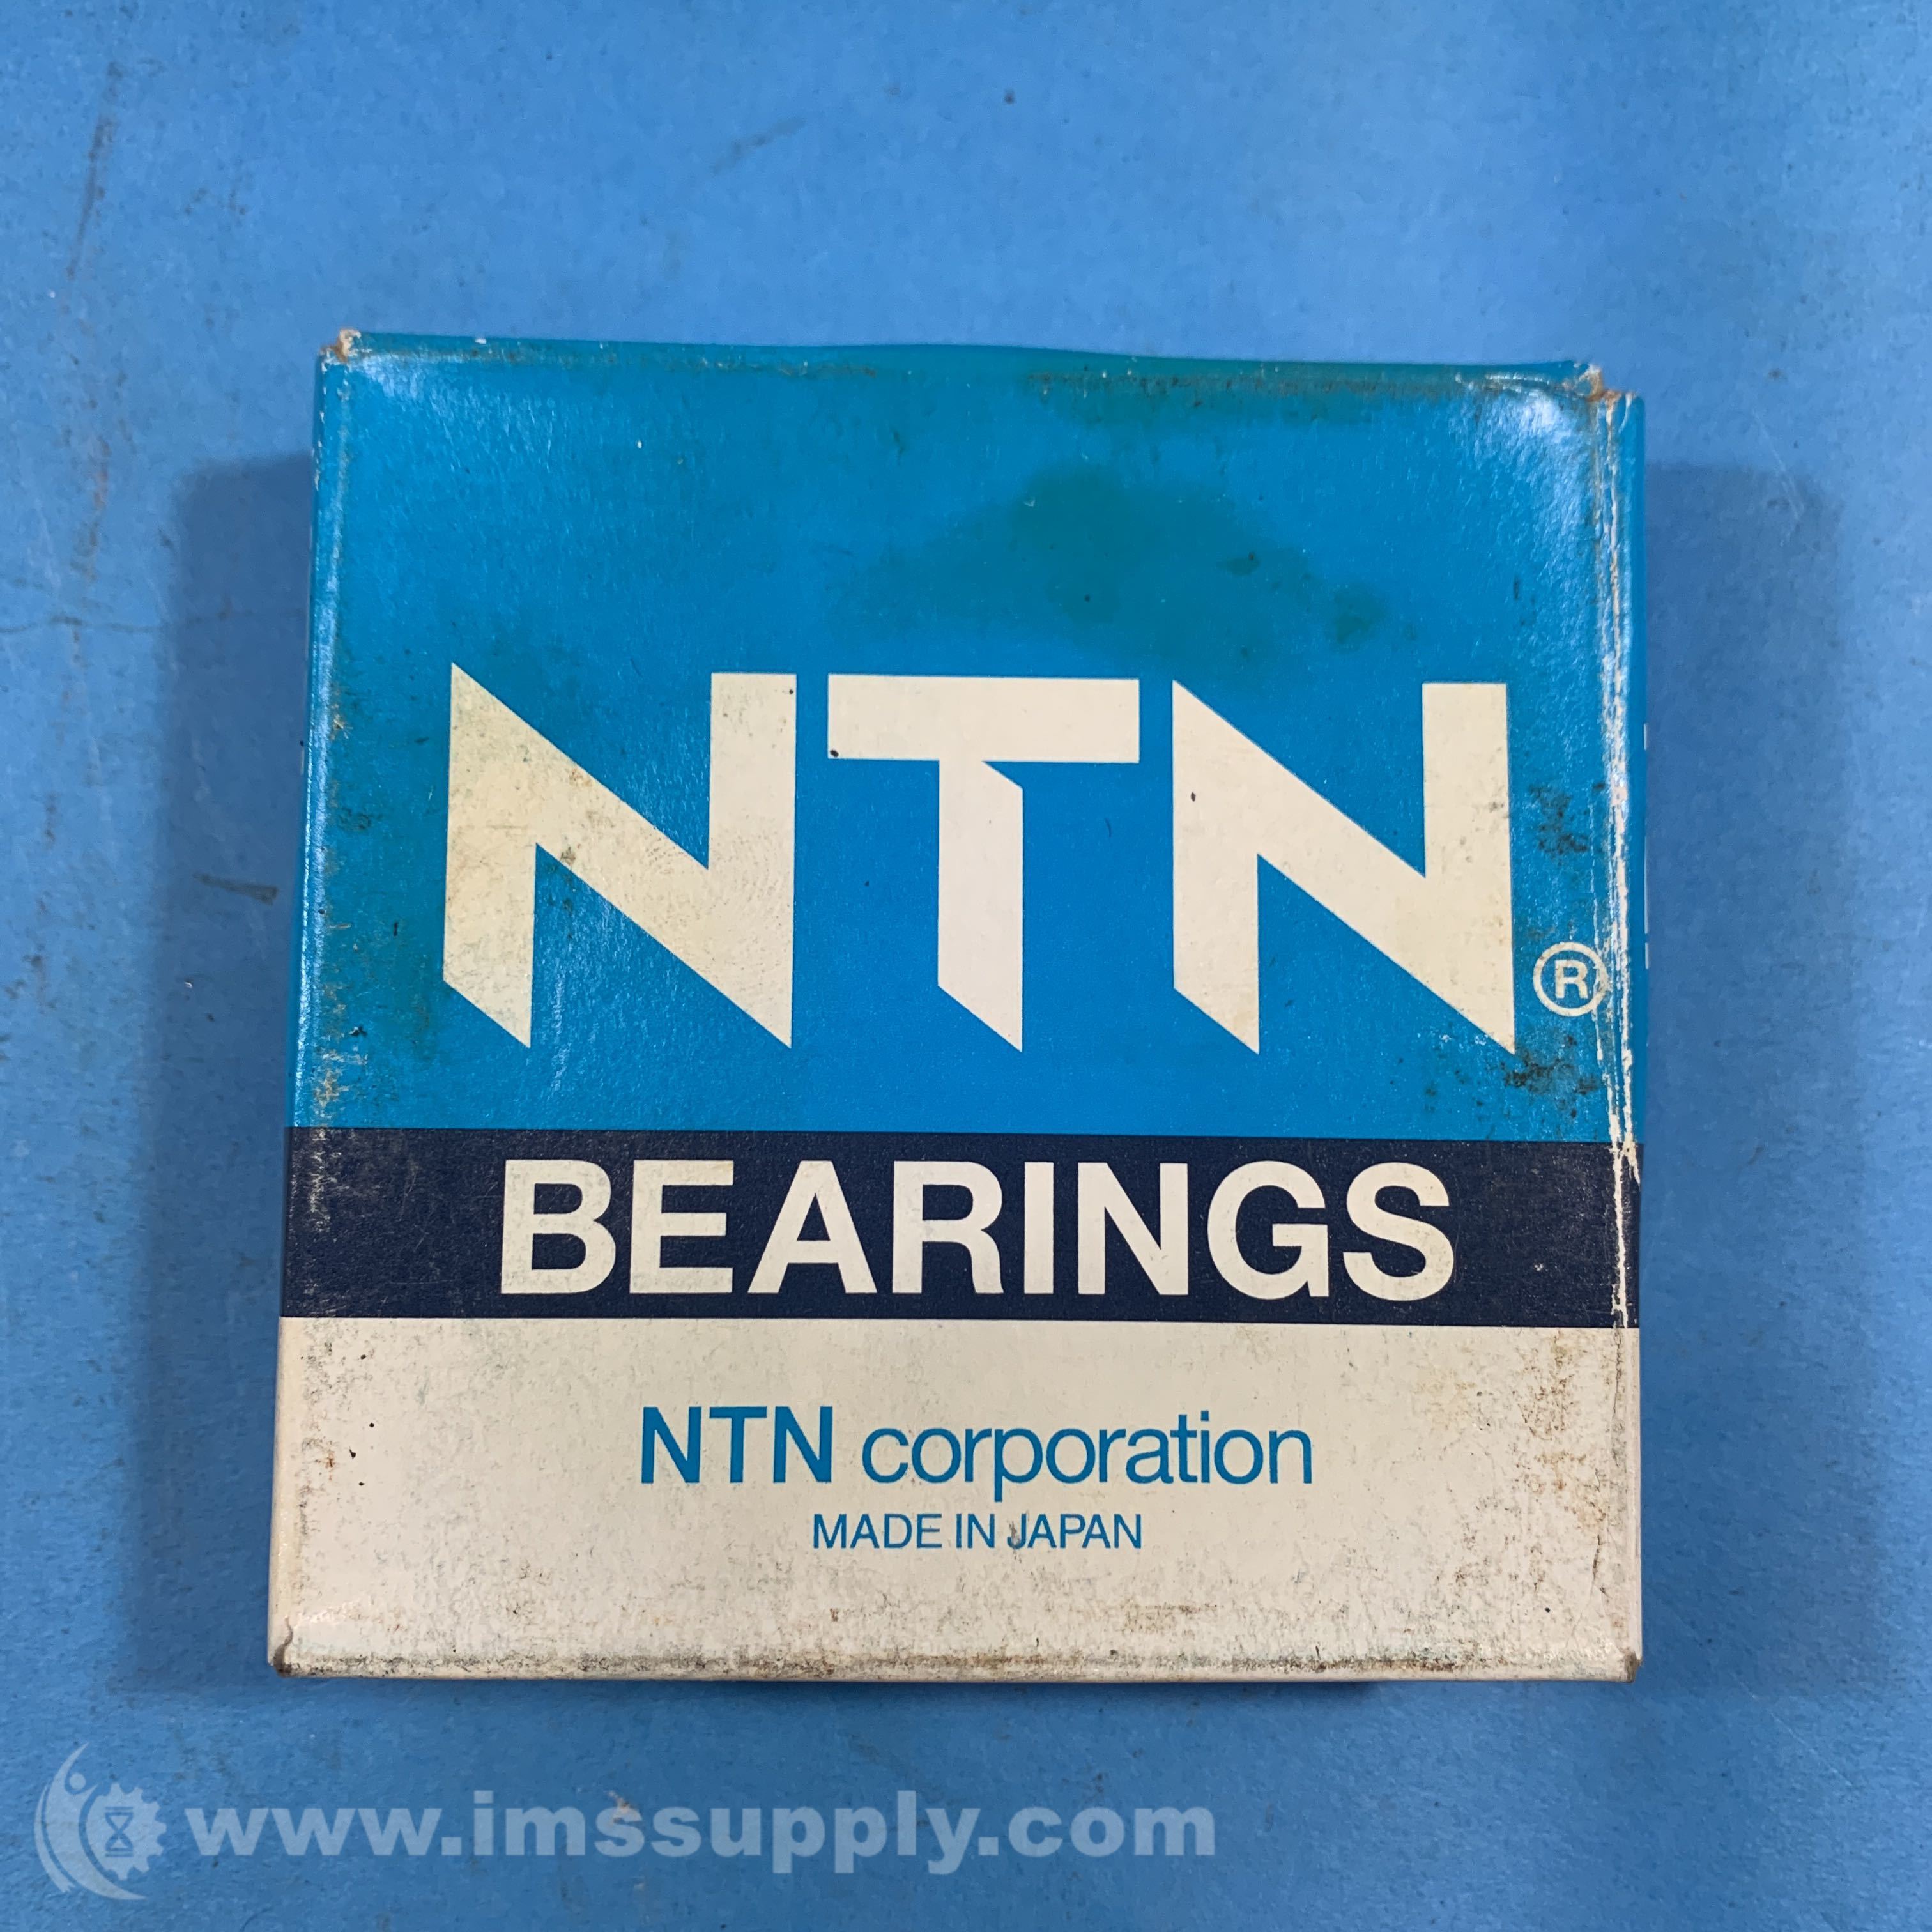 NTN®
BEARINGS
NTN corporation
MADE IN JAPAN
www.imssupply.com